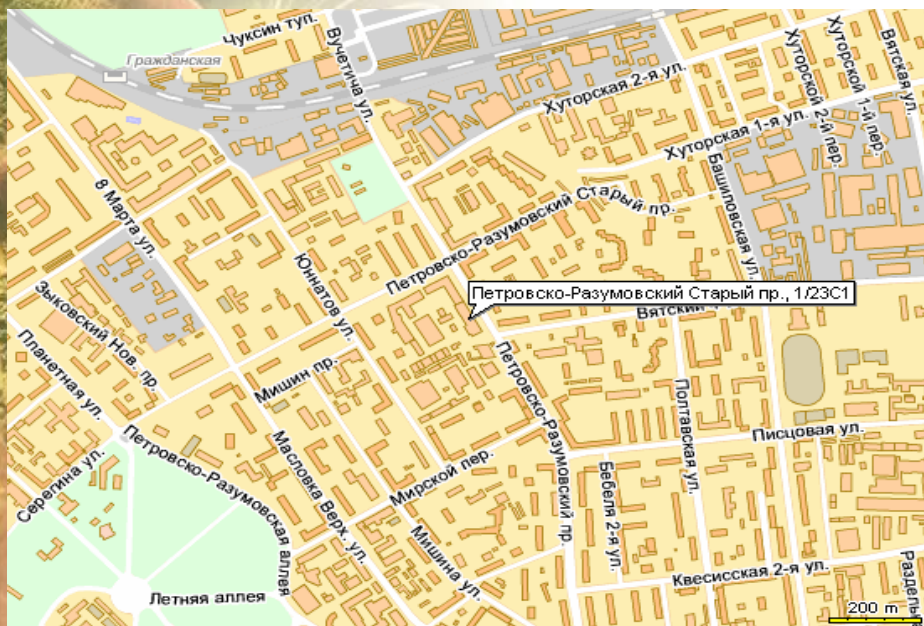 Чуксин туп.
Гражданская
Вучетича ул.
Хуторская 2-я ул.
Хуторской 2-й пер.
Хуторской 1-й пер.
Вятская ул.
Хуторская 1-я ул.
8 Марта ул.
Башиловская ул.
Петровско-Разумовский Старый пр.
Юннатов ул.
Петровско-Разумовский Старый пр., 1/23С1
Вятский
Зыковский Нов. пр.
Планетная ул.
Мишин пр.
Петровско-Разумовский пр.
Полтавская ул.
Писцовая ул.
Серегина ул.
Петровско-Разумовская аллея
Масловка Верх. ул.
Мирской пер.
Бебеля 2-я ул.
Мишина ул.
Квесисская 2-я ул.
Летняя аллея
200 m